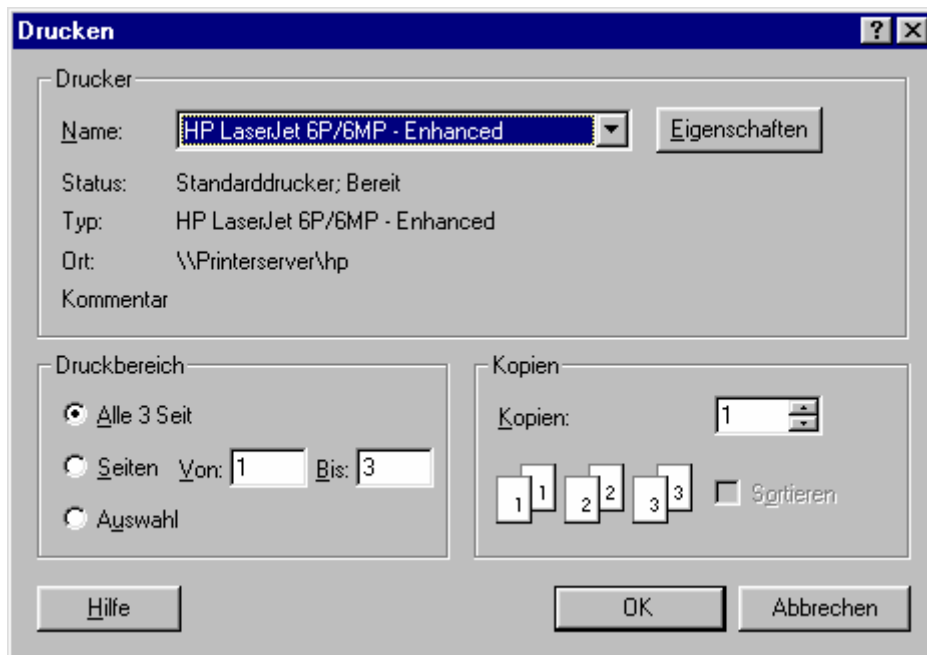 Drucken
Drucker
Name: HP LaserJet 6P/6MP - Enhanced Eigenschaften
Status: Standarddrucker; Bereit
Typ: HP LaserJet 6P/6MP - Enhanced
Ort: \\Printerserver\hp
Kommentar
Druckbereich
Alle 3 Seit
Seiten Von: 1 Bis: 3
Auswahl
Kopien
Kopien: 1
1 1 2 2 3 3 Sortieren
Hilfe OK Abbrechen